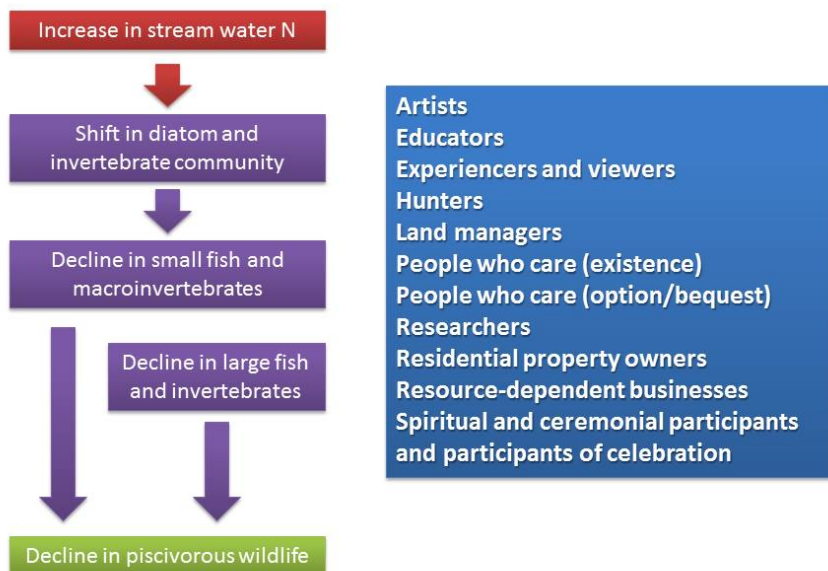 Increase in stream water N
Shift in diatom and
invertebrate community
Decline in small fish and
macroinvertebrates
Decline in large fish
and invertebrates
Decline in piscivorous wildlife
Artists
Educators
Experiencers and viewers
Hunters
Land managers
People who care (existence)
People who care (option/bequest)
Researchers
Residential property owners
Resource-dependent businesses
Spiritual and ceremonial participants
and participants of celebration